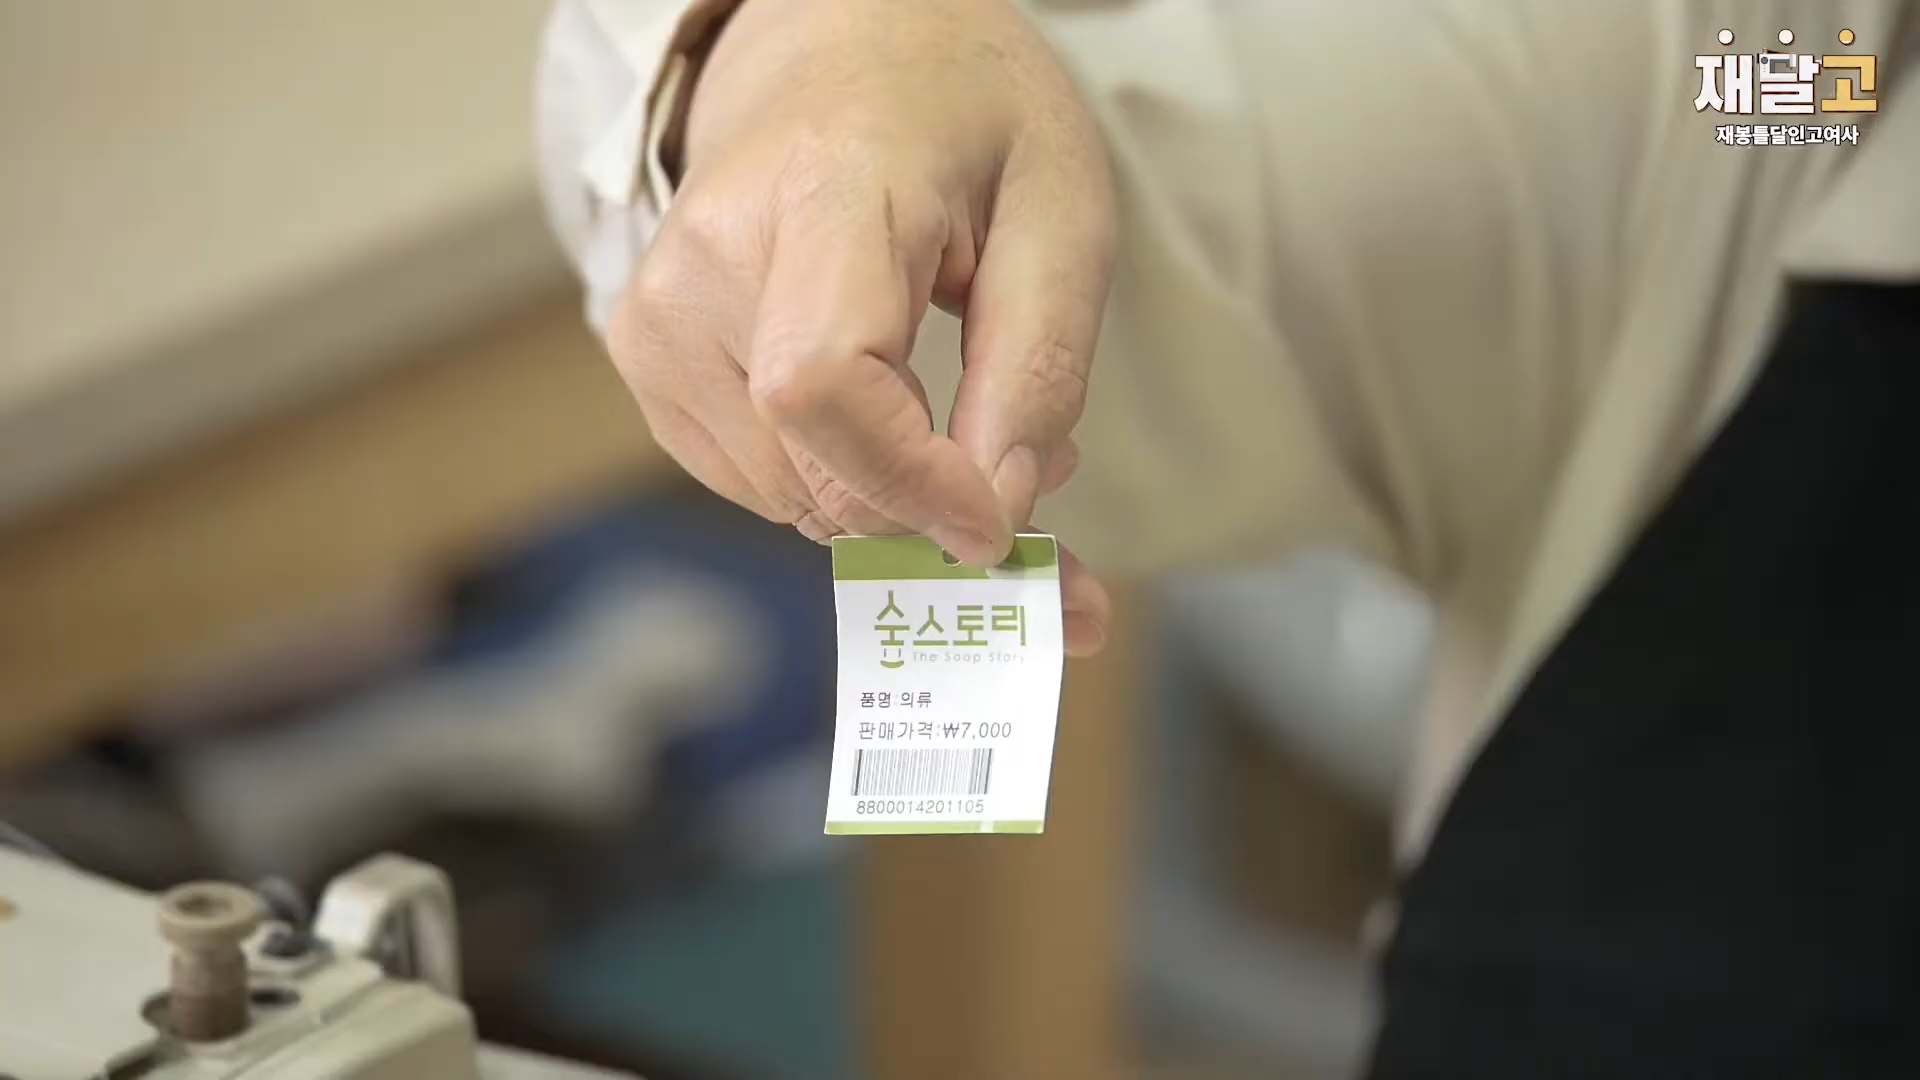 재달고
재봉틀달인고여사
숲스토리
The Soap Story
품명:의류
판매가격:₩7,000
8800014201105